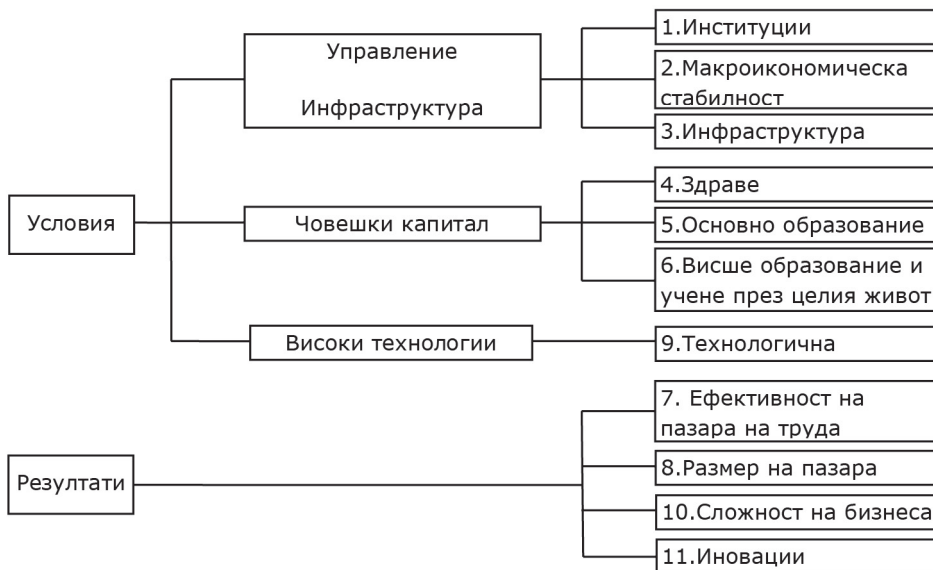 Условия
Управление
Инфраструктура
1.Институции
2.Макроикономическа
стабилност
3.Инфраструктура
Човешки капитал
4.Здраве
5.Основно образование
6.Висше образование и
учене през целия живот
Високи технологии
9.Технологична
Резултати
7. Ефективност на
пазара на труда
8.Размер на пазара
10.Сложност на бизнеса
11.Иновации